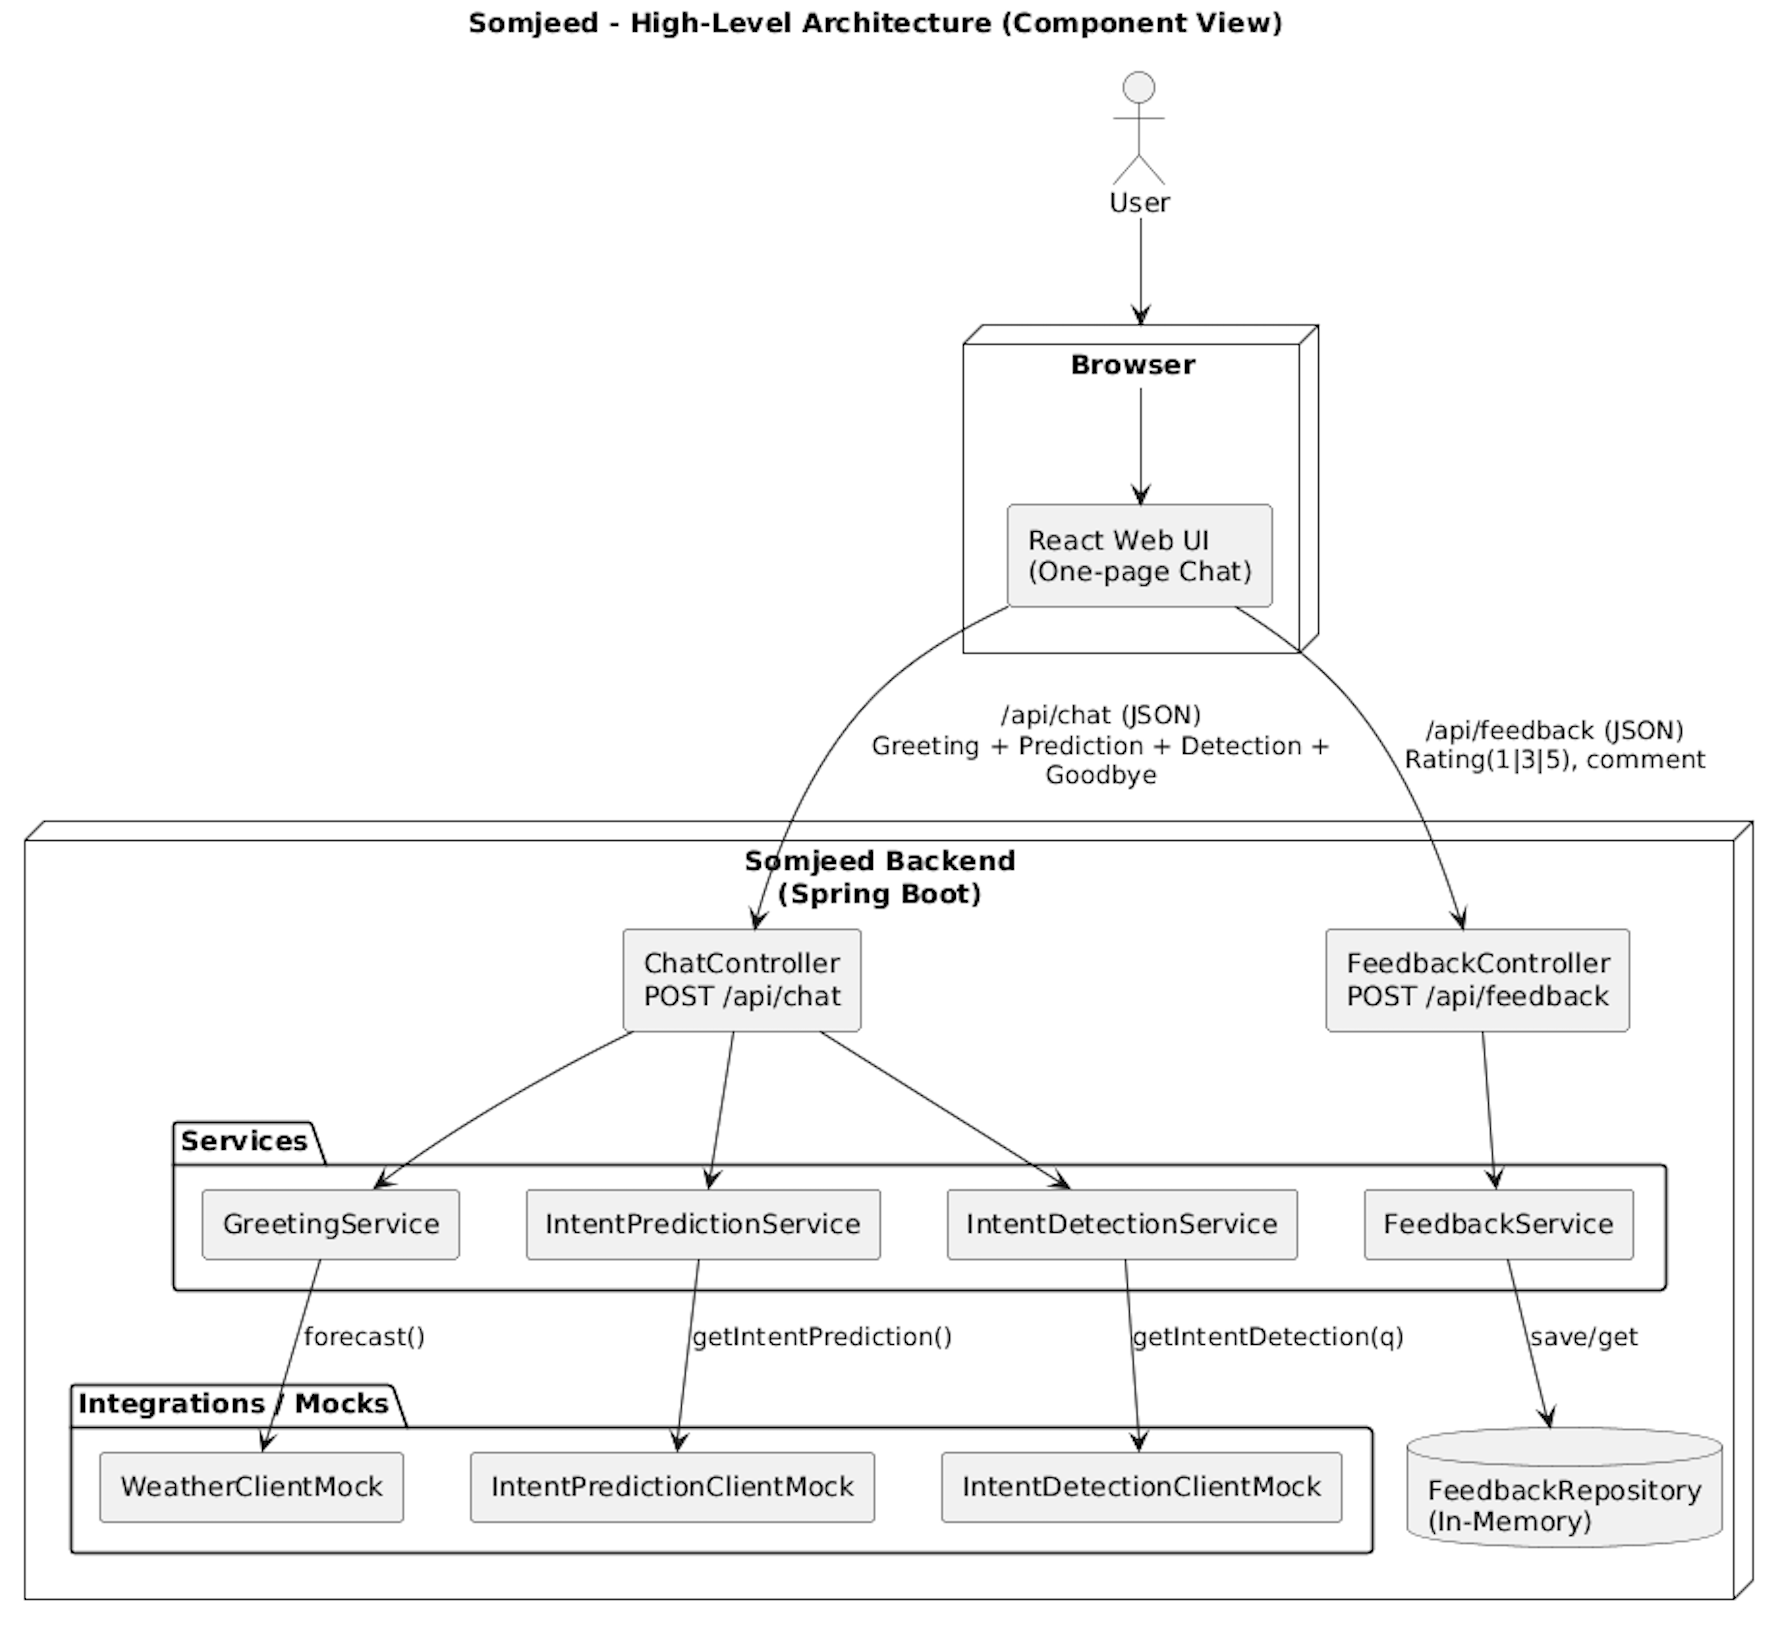 Somjeed - High-Level Architecture (Component View)
User
Browser
React Web UI
(One-page Chat)
/api/chat (JSON)
Greeting + Prediction + Detection +
Goodbye
/api/feedback (JSON)
Rating(1|3|5), comment
Somjeed Backend
(Spring Boot)
ChatController
POST /api/chat
FeedbackController
POST /api/feedback
Services
GreetingService
IntentPredictionService
IntentDetectionService
FeedbackService
forecast()
getIntentPrediction()
getIntentDetection(q)
save/get
Integrations / Mocks
WeatherClientMock
IntentPredictionClientMock
IntentDetectionClientMock
FeedbackRepository
(In-Memory)